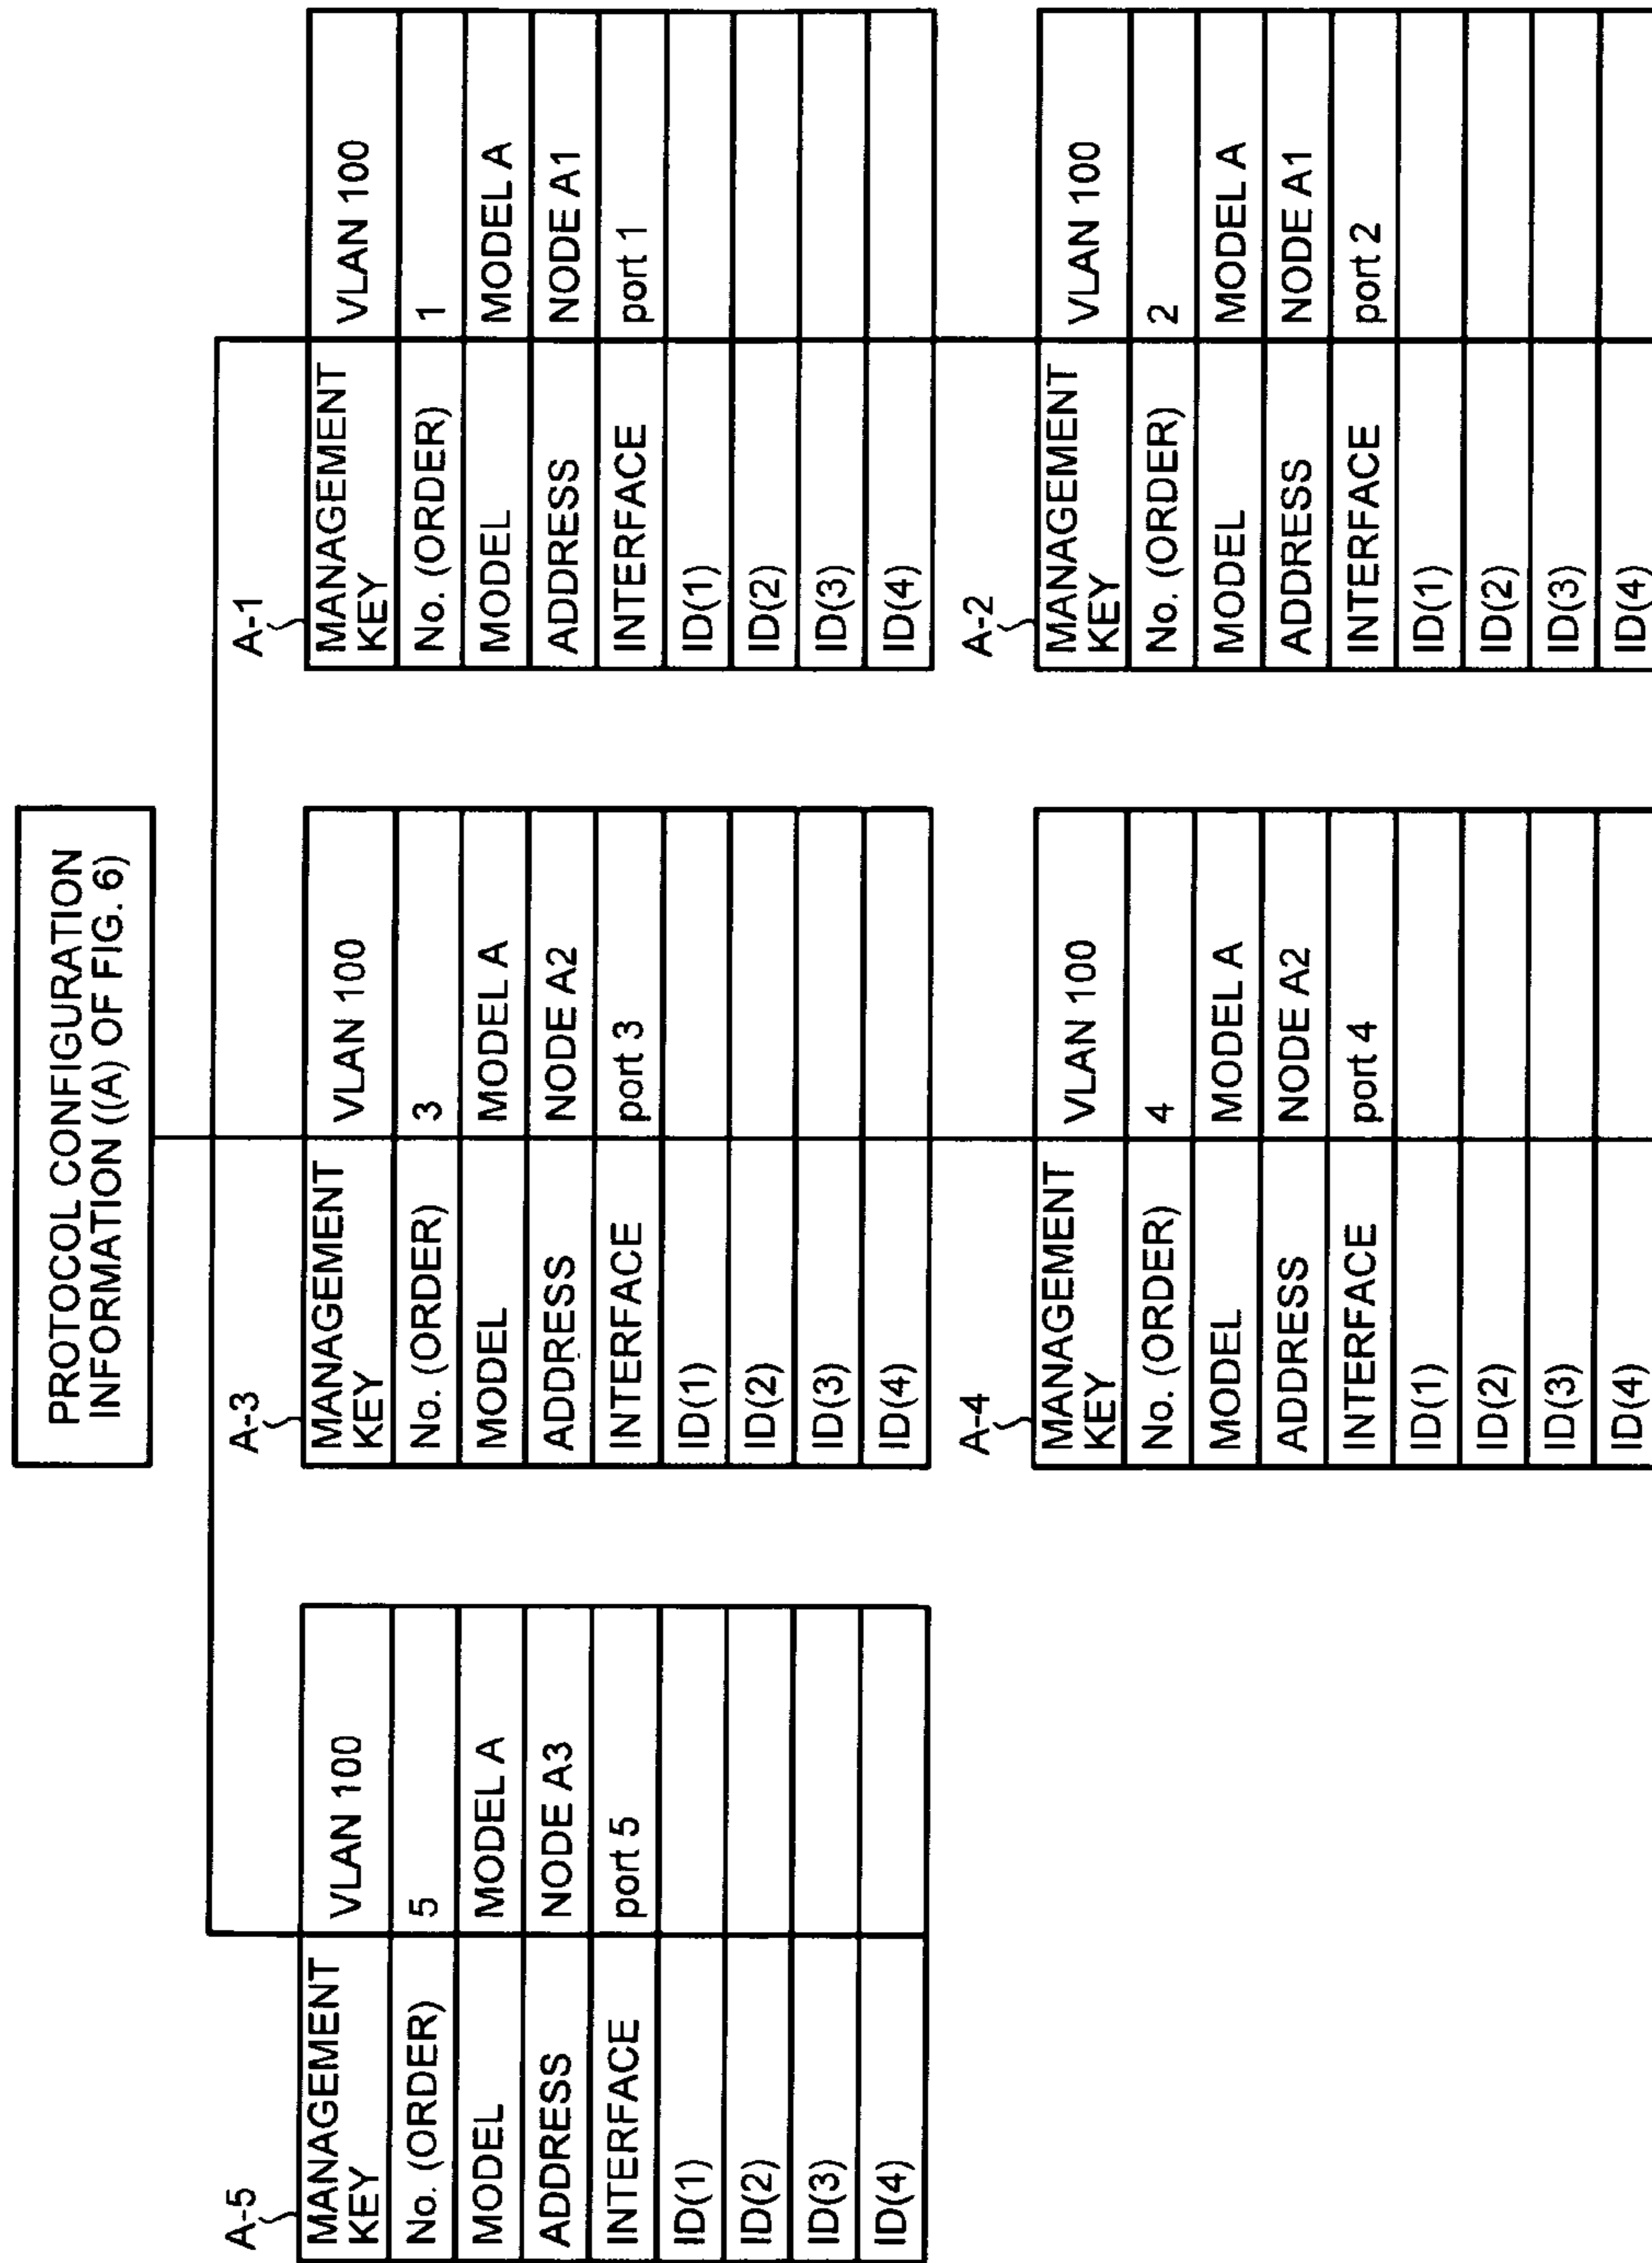 PROTOCOL CONFIGURATION
INFORMATION ((A) OF FIG. 6)
A-5
MANAGEMENT
KEY
VLAN 100
No. (ORDER) 5
MODEL MODEL A
ADDRESS NODE A3
INTERFACE port 5
ID(1)
ID(2)
ID(3)
ID(4)
A-3
MANAGEMENT
KEY
VLAN 100
No. (ORDER) 3
MODEL MODEL A
ADDRESS NODE A2
INTERFACE port 3
ID(1)
ID(2)
ID(3)
ID(4)
A-1
MANAGEMENT
KEY
VLAN 100
No. (ORDER) 1
MODEL MODEL A
ADDRESS NODE A1
INTERFACE port 1
ID(1)
ID(2)
ID(3)
ID(4)
A-4
MANAGEMENT
KEY
VLAN 100
No. (ORDER) 4
MODEL MODEL A
ADDRESS NODE A2
INTERFACE port 4
ID(1)
ID(2)
ID(3)
ID(4)
A-2
MANAGEMENT
KEY
VLAN 100
No. (ORDER) 2
MODEL MODEL A
ADDRESS NODE A1
INTERFACE port 2
ID(1)
ID(2)
ID(3)
ID(4)